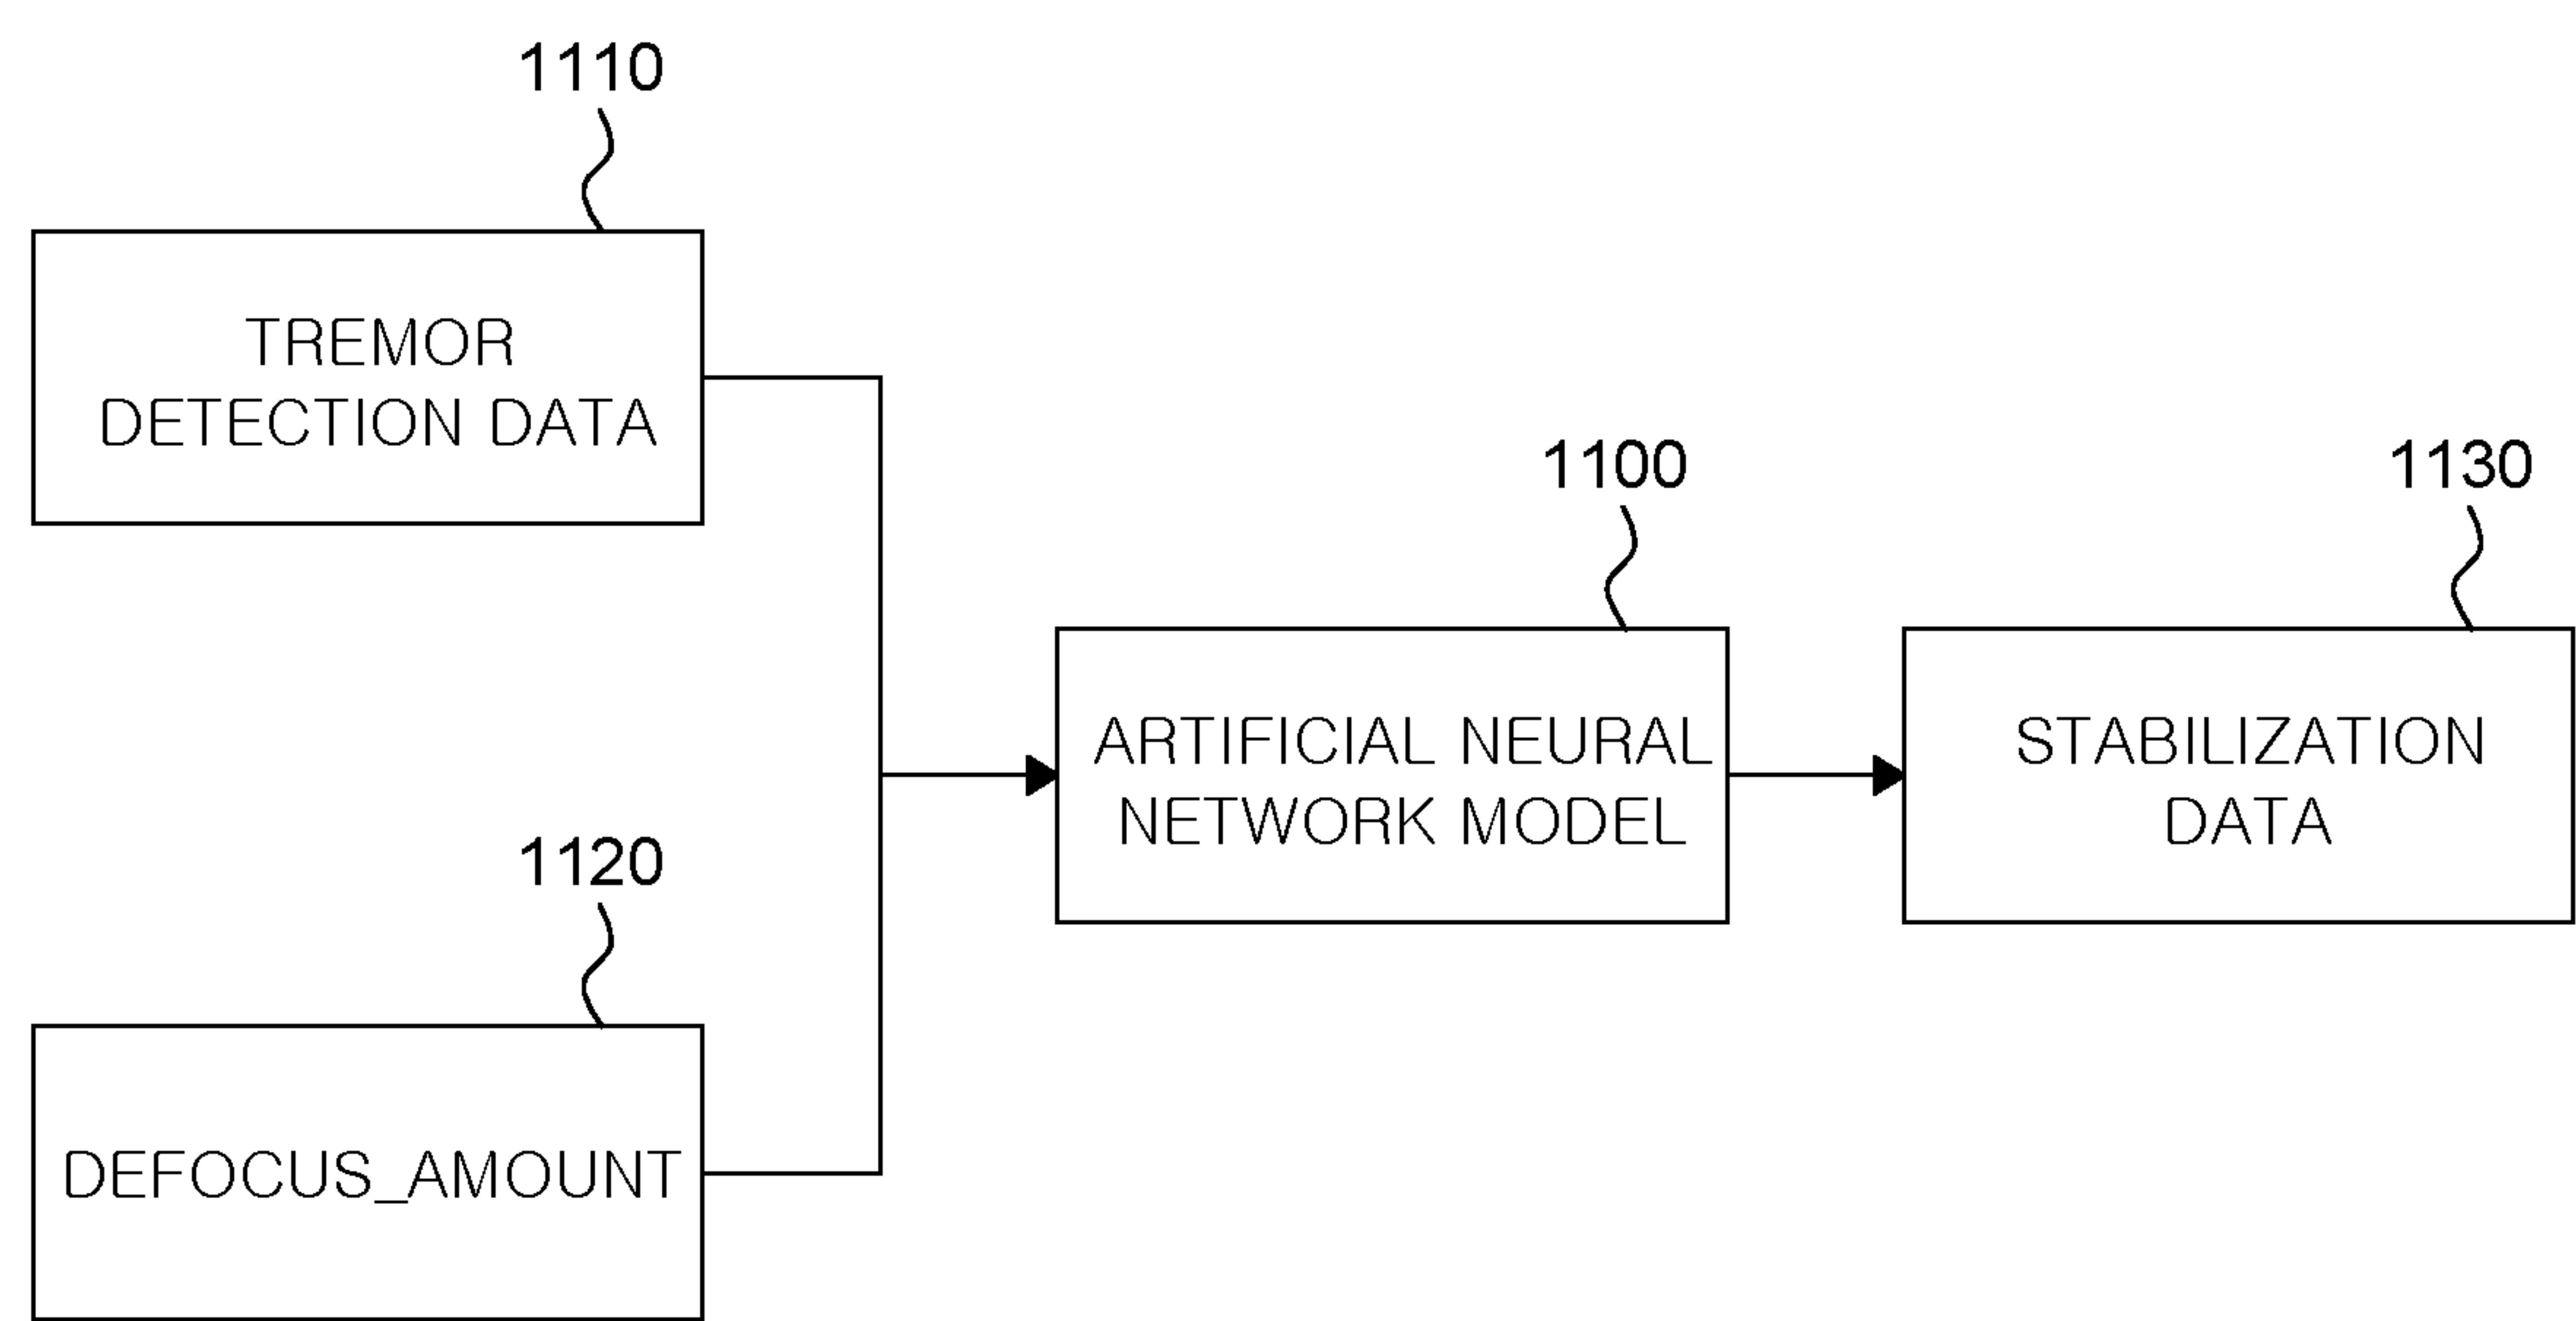 1110
TREMOR
DETECTION DATA
1100
ARTIFICIAL NEURAL
NETWORK MODEL
1130
STABILIZATION
DATA
1120
DEFOCUS_AMOUNT